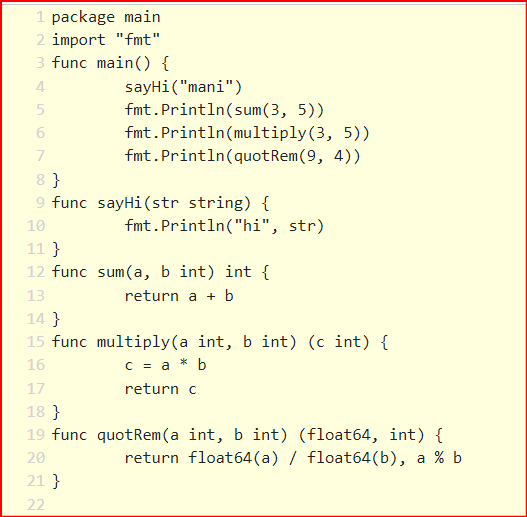 1 package main
2 import "fmt"
3 func main() {
4         sayHi("mani")
5         fmt.Println(sum(3, 5))
6         fmt.Println(multiply(3, 5))
7         fmt.Println(quotRem(9, 4))
8 }
9 func sayHi(str string) {
10         fmt.Println("hi", str)
11 }
12 func sum(a, b int) int {
13         return a + b
14 }
15 func multiply(a int, b int) (c int) {
16         c = a * b
17         return c
18 }
19 func quotRem(a int, b int) (float64, int) {
20         return float64(a) / float64(b), a % b
21 }
22